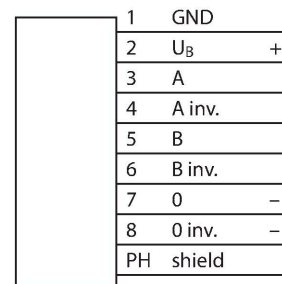 1 GND
2 U_B +
3 A
4 A inv.
5 B
6 B inv.
7 0 –
8 0 inv. –
PH shield